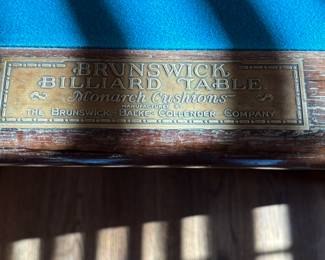 BRUNSWICK
BILLIARD TABLE
Monarch Cushions
MANUFACTURED BY
THE BRUNSWICK-BALKE-COLLENDER COMPANY